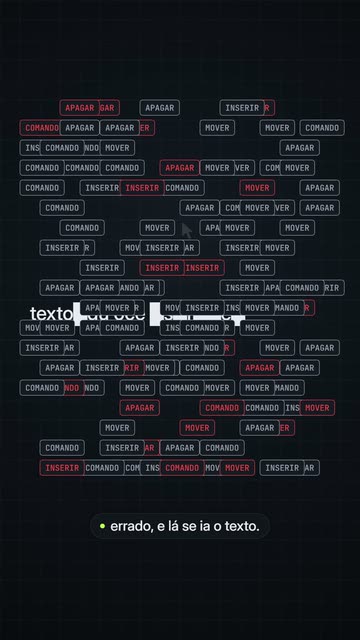 APAGAR GAR APAGAR INSERIR R
COMANDO APAGAR APAGAR ER MOVER MOVER COMANDO
INS COMANDO NDO MOVER APAGAR
COMANDO COMANDO COMANDO APAGAR MOVER VER COM MOVER
COMANDO INSERIR INSERIR COMANDO MOVER APAGAR
COMANDO APAGAR COM MOVER VER APAGAR
COMANDO MOVER APA MOVER MOVER
INSERIR R MOV INSERIR AR INSERIR MOVER
INSERIR INSERIR INSERIR MOVER
APAGAR APAGAR ANDO AR INSERIR APA COMANDO RIR
APA MOVER R MOV INSERIR INS MOVER MANDO R
texto
MOV MOVER APA COMANDO INS COMANDO R MOVER
INSERIR AR APAGAR INSERIR NDO R MOVER APAGAR
APAGAR INSERIR RIR MOVER COMANDO APAGAR APAGAR
COMANDO NDO NDO MOVER COMANDO MOVER MOVER MANDO
APAGAR COMANDO COMANDO INS MOVER
MOVER MOVER APAGAR ER
COMANDO INSERIR AR APAGAR COMANDO
INSERIR COMANDO COM INS COMANDO MOV MOVER INSERIR AR
errado, e lá se ia o texto.